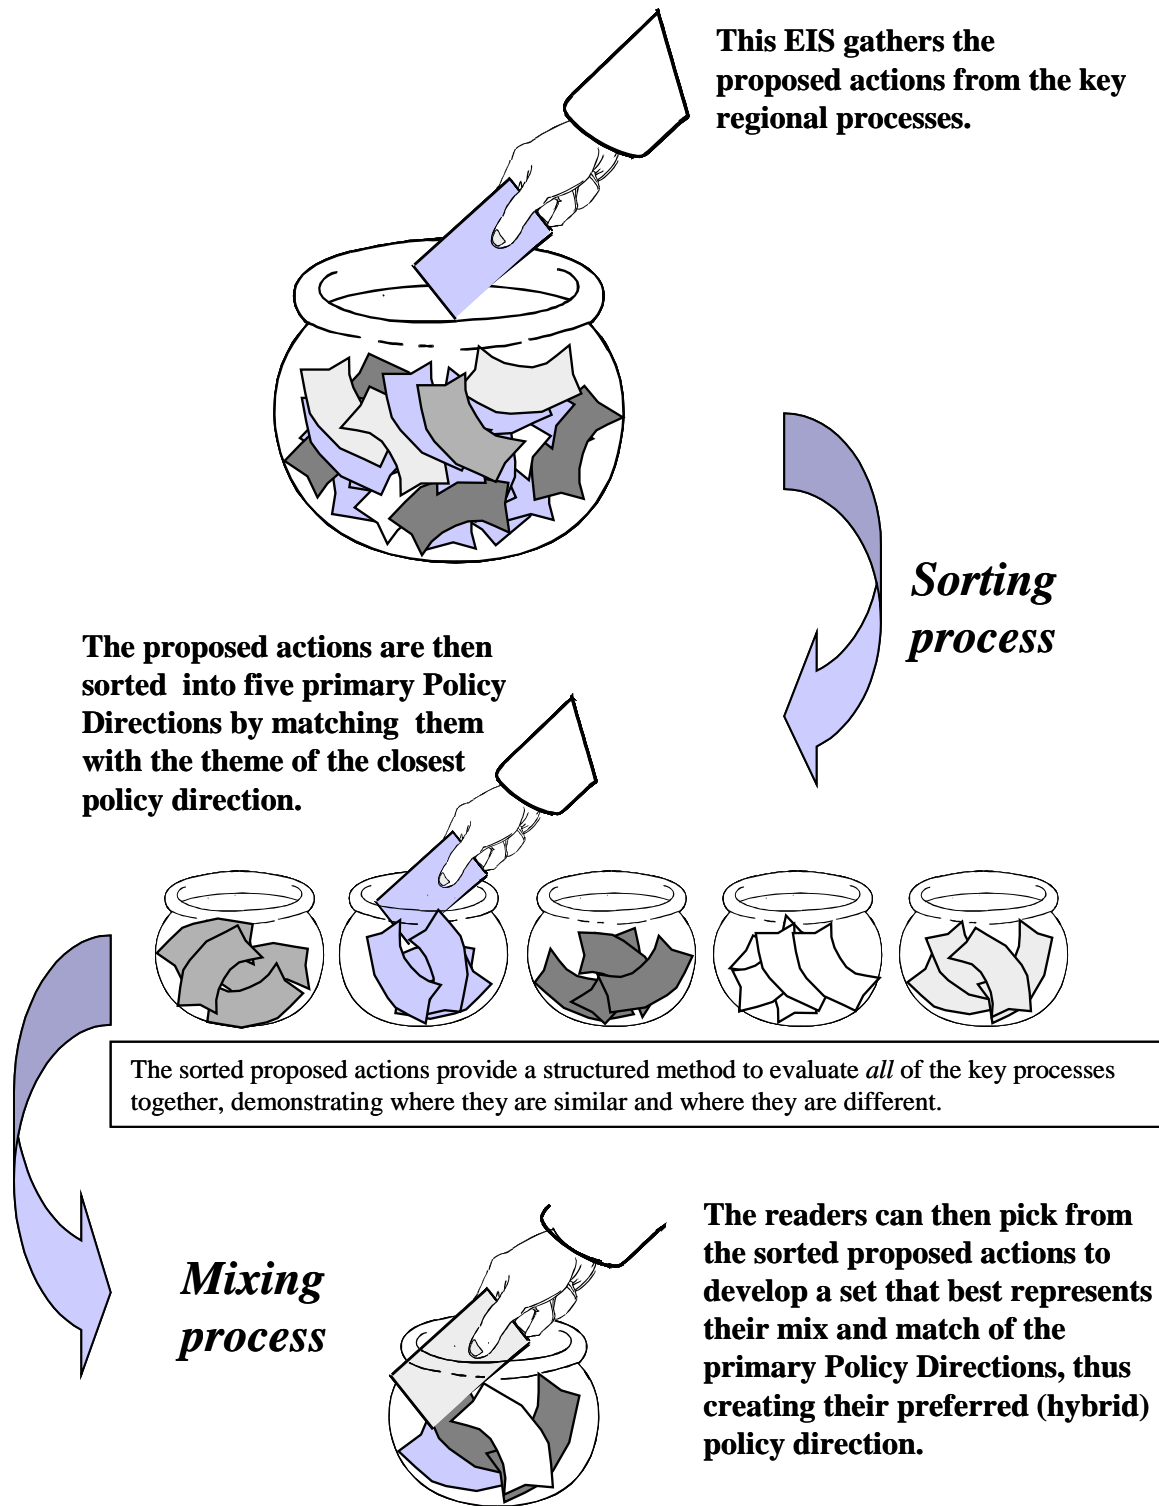 This EIS gathers the
proposed actions from the key
regional processes.
Sorting
process
The proposed actions are then
sorted into five primary Policy
Directions by matching them
with the theme of the closest
policy direction.
The sorted proposed actions provide a structured method to evaluate all of the key processes
together, demonstrating where they are similar and where they are different.
Mixing
process
The readers can then pick from
the sorted proposed actions to
develop a set that best represents
their mix and match of the
primary Policy Directions, thus
creating their preferred (hybrid)
policy direction.